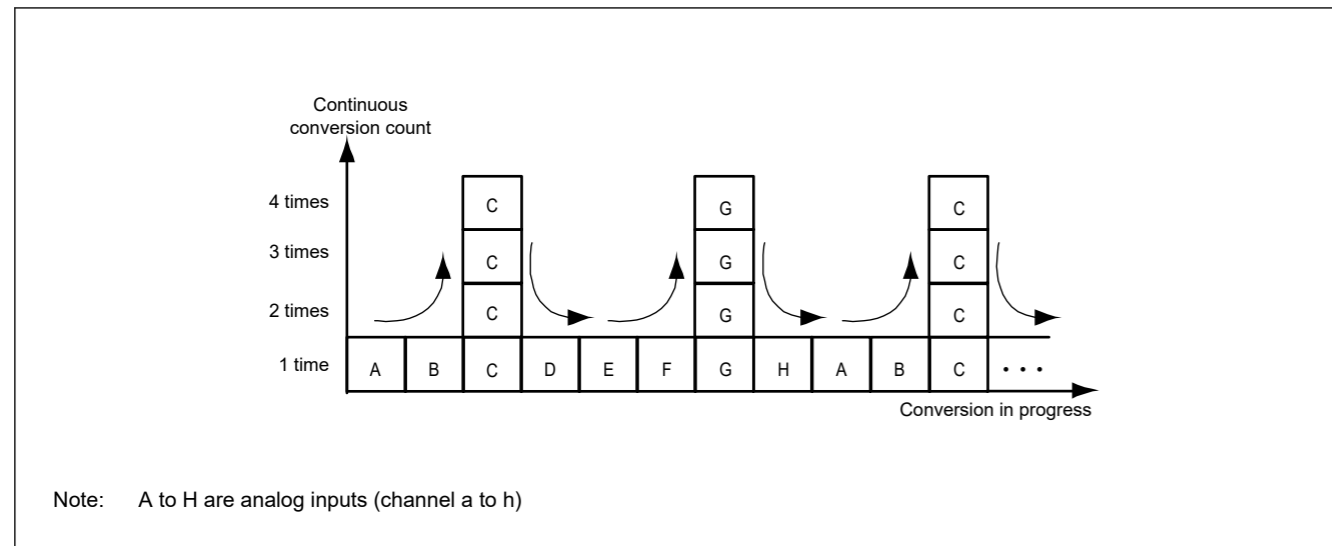 Continuous
conversion count
4 times
C
G
C
3 times
C
G
C
2 times
C
G
C
1 time
A
B
C
D
E
F
G
H
A
B
C
• • •
Conversion in progress
Note: A to H are analog inputs (channel a to h)